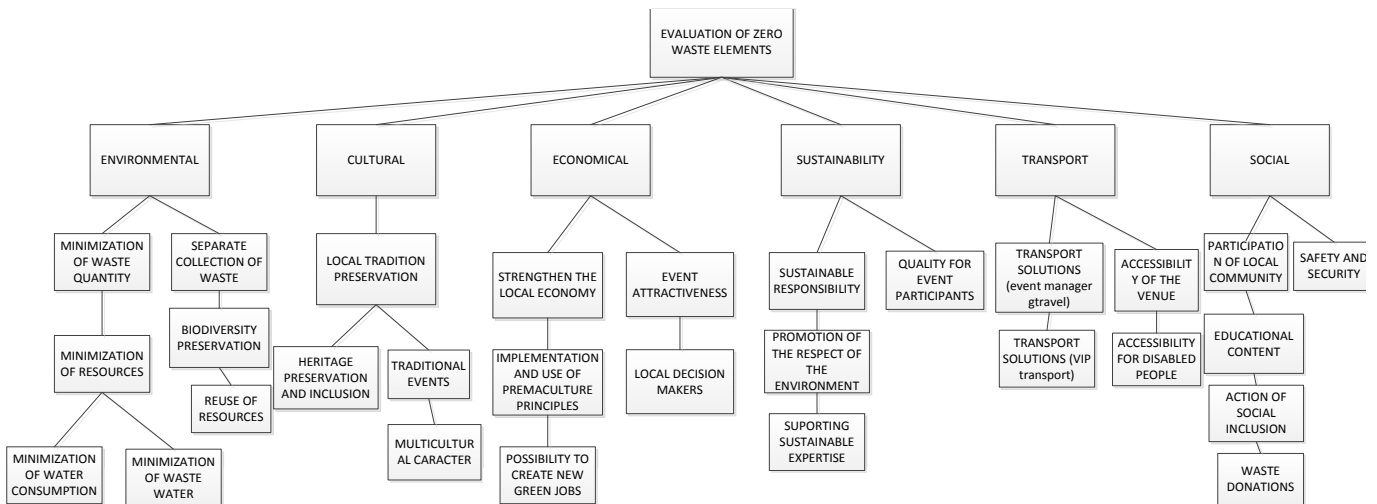 EVALUATION OF ZERO
WASTE ELEMENTS
ENVIRONMENTAL
CULTURAL
ECONOMICAL
SUSTAINABILITY
TRANSPORT
SOCIAL
MINIMIZATION
OF WASTE
QUANTITY
SEPARATE
COLLECTION OF
WASTE
LOCAL TRADITION
PRESERVATION
STRENGTHEN THE
LOCAL ECONOMY
EVENT
ATTRACTIVENESS
SUSTAINABLE
RESPONSIBILITY
QUALITY FOR
EVENT
PARTICIPANTS
TRANSPORT
SOLUTIONS
(event manager
gtravel)
ACCESSIBILIT
Y OF THE
VENUE
PARTICIPATIO
N OF LOCAL
COMMUNITY
SAFETY AND
SECURITY
MINIMIZATION
OF RESOURCES
BIODIVERSITY
PRESERVATION
REUSE OF
RESOURCES
HERITAGE
PRESERVATION
AND INCLUSION
TRADITIONAL
EVENTS
IMPLEMENTATION
AND USE OF
PREMACULTURE
PRINCIPLES
LOCAL DECISION
MAKERS
PROMOTION OF
THE RESPECT OF
THE
ENVIRONMENT
TRANSPORT
SOLUTIONS (VIP
transport)
ACCESSIBILITY
FOR DISABLED
PEOPLE
EDUCATIONAL
CONTENT
MINIMIZATION
OF WATER
CONSUMPTION
MINIMIZATION
OF WASTE
WATER
MULTICULTUR
AL CARACTER
POSSIBILITY TO
CREATE NEW
GREEN JOBS
SUPORTING
SUSTAINABLE
EXPERTISE
ACTION OF
SOCIAL
INCLUSION
WASTE
DONATIONS